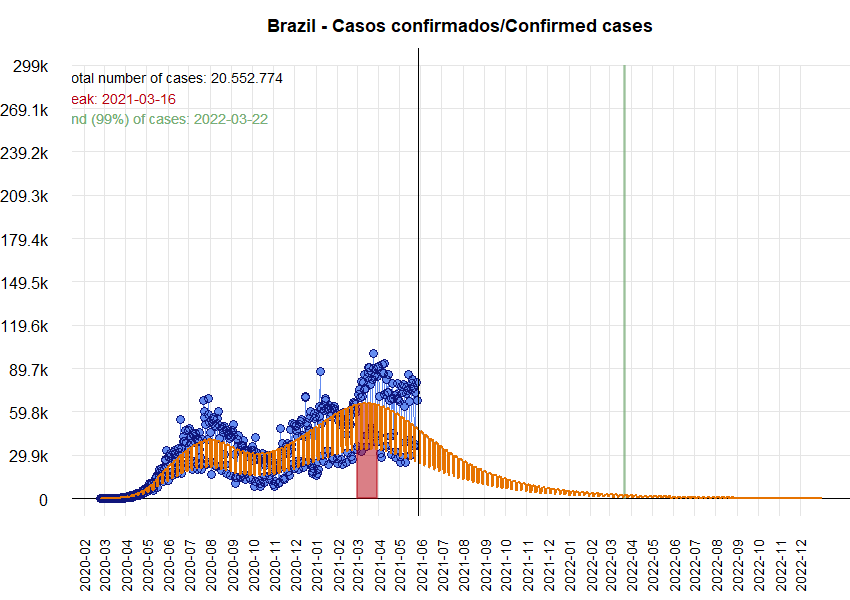 Brazil - Casos confirmados/Confirmed cases
299k
otal number of cases: 20.552.774
eak: 2021-03-16
269.1k
nd (99%) of cases: 2022-03-22
239.2k
209.3k
179.4k
149.5k
119.6k
89.7k
59.8k
29.9k
0
2020-02
2020-03
2020-04
2020-05
2020-06
2020-07
2020-08
2020-09
2020-10
2020-11
2020-12
2021-01
2021-02
2021-03
2021-04
2021-05
2021-06
2021-07
2021-08
2021-09
2021-10
2021-11
2021-12
2022-01
2022-02
2022-03
2022-04
2022-05
2022-06
2022-07
2022-08
2022-09
2022-10
2022-11
2022-12